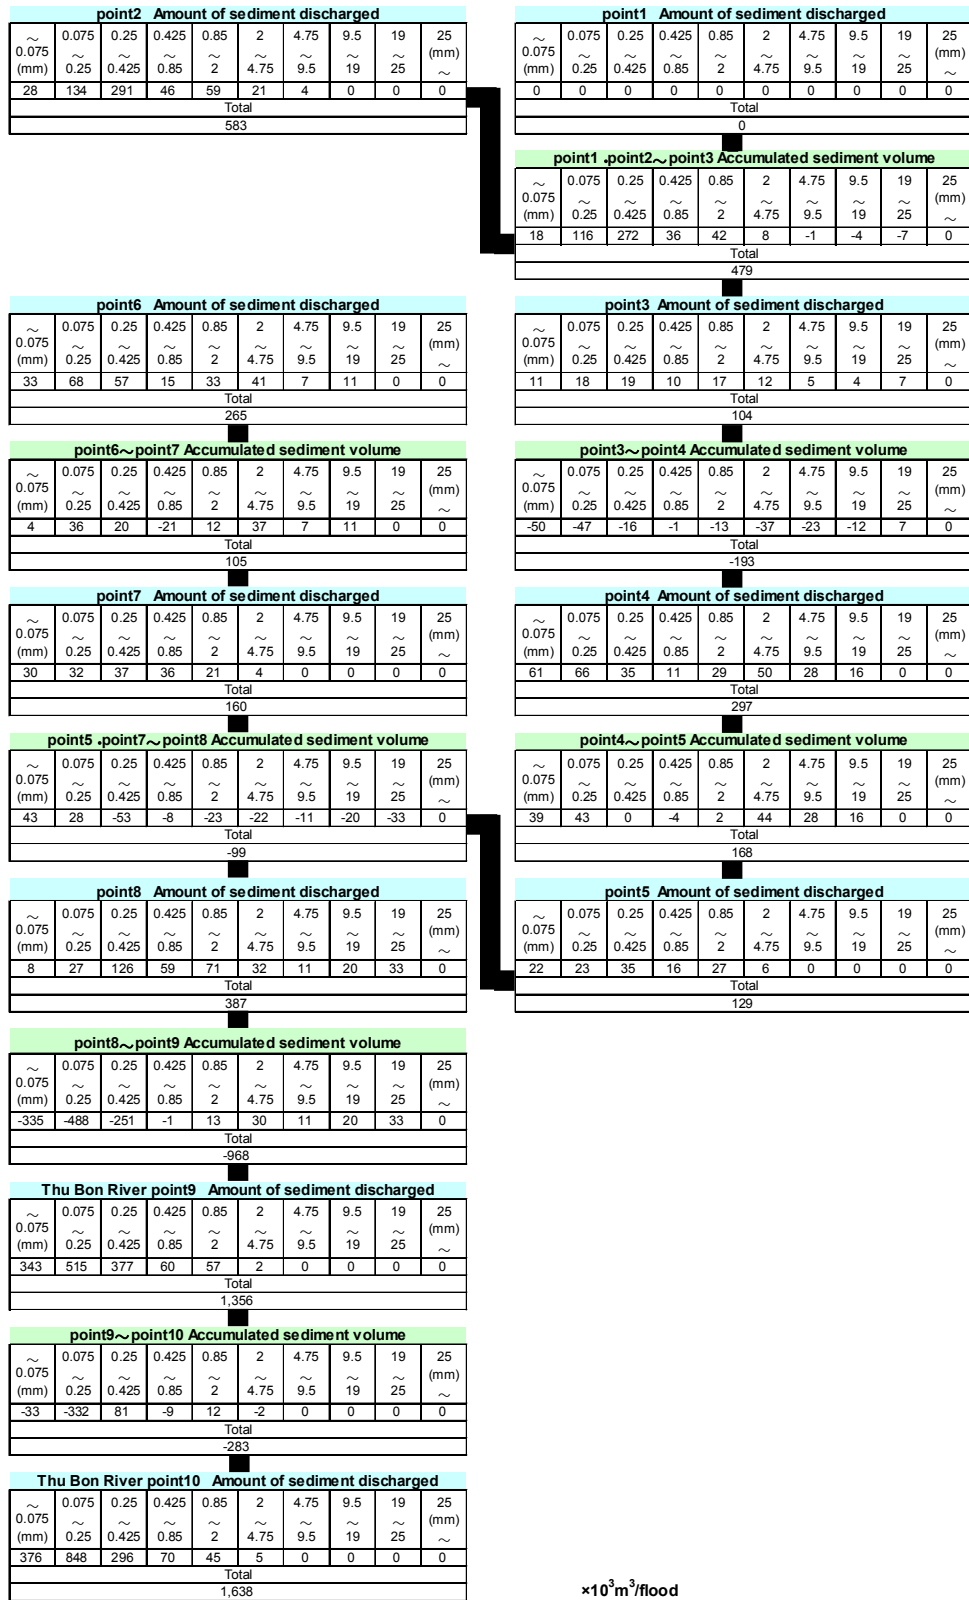 point2 Amount of sediment discharged
～ 0.075 0.25 0.425 0.85 2 4.75 9.5 19 25
0.075 ～ ～ ～ ～ ～ ～ ～ ～ (mm)
(mm) 0.25 0.425 0.85 2 4.75 9.5 19 25 ～
28 134 291 46 59 21 4 0 0 0
Total
583
point1 Amount of sediment discharged
～ 0.075 0.25 0.425 0.85 2 4.75 9.5 19 25
0.075 ～ ～ ～ ～ ～ ～ ～ ～ (mm)
(mm) 0.25 0.425 0.85 2 4.75 9.5 19 25 ～
0 0 0 0 0 0 0 0 0 0
Total
0
point1 •point2～point3 Accumulated sediment volume
～ 0.075 0.25 0.425 0.85 2 4.75 9.5 19 25
0.075 ～ ～ ～ ～ ～ ～ ～ ～ (mm)
(mm) 0.25 0.425 0.85 2 4.75 9.5 19 25 ～
18 116 272 36 42 8 -1 -4 -7 0
Total
479
point6 Amount of sediment discharged
～ 0.075 0.25 0.425 0.85 2 4.75 9.5 19 25
0.075 ～ ～ ～ ～ ～ ～ ～ ～ (mm)
(mm) 0.25 0.425 0.85 2 4.75 9.5 19 25 ～
33 68 57 15 33 41 7 11 0 0
Total
265
point3 Amount of sediment discharged
～ 0.075 0.25 0.425 0.85 2 4.75 9.5 19 25
0.075 ～ ～ ～ ～ ～ ～ ～ ～ (mm)
(mm) 0.25 0.425 0.85 2 4.75 9.5 19 25 ～
11 18 19 10 17 12 5 4 7 0
Total
104
point6～point7 Accumulated sediment volume
～ 0.075 0.25 0.425 0.85 2 4.75 9.5 19 25
0.075 ～ ～ ～ ～ ～ ～ ～ ～ (mm)
(mm) 0.25 0.425 0.85 2 4.75 9.5 19 25 ～
4 36 20 -21 12 37 7 11 0 0
Total
105
point3～point4 Accumulated sediment volume
～ 0.075 0.25 0.425 0.85 2 4.75 9.5 19 25
0.075 ～ ～ ～ ～ ～ ～ ～ ～ (mm)
(mm) 0.25 0.425 0.85 2 4.75 9.5 19 25 ～
-50 -47 -16 -1 -13 -37 -23 -12 7 0
Total
-193
point7 Amount of sediment discharged
～ 0.075 0.25 0.425 0.85 2 4.75 9.5 19 25
0.075 ～ ～ ～ ～ ～ ～ ～ ～ (mm)
(mm) 0.25 0.425 0.85 2 4.75 9.5 19 25 ～
30 32 37 36 21 4 0 0 0 0
Total
160
point4 Amount of sediment discharged
～ 0.075 0.25 0.425 0.85 2 4.75 9.5 19 25
0.075 ～ ～ ～ ～ ～ ～ ～ ～ (mm)
(mm) 0.25 0.425 0.85 2 4.75 9.5 19 25 ～
61 66 35 11 29 50 28 16 0 0
Total
297
point5 •point7～point8 Accumulated sediment volume
～ 0.075 0.25 0.425 0.85 2 4.75 9.5 19 25
0.075 ～ ～ ～ ～ ～ ～ ～ ～ (mm)
(mm) 0.25 0.425 0.85 2 4.75 9.5 19 25 ～
43 28 -53 -8 -23 -22 -11 -20 -33 0
Total
-99
point4～point5 Accumulated sediment volume
～ 0.075 0.25 0.425 0.85 2 4.75 9.5 19 25
0.075 ～ ～ ～ ～ ～ ～ ～ ～ (mm)
(mm) 0.25 0.425 0.85 2 4.75 9.5 19 25 ～
39 43 0 -4 2 44 28 16 0 0
Total
168
point8 Amount of sediment discharged
～ 0.075 0.25 0.425 0.85 2 4.75 9.5 19 25
0.075 ～ ～ ～ ～ ～ ～ ～ ～ (mm)
(mm) 0.25 0.425 0.85 2 4.75 9.5 19 25 ～
8 27 126 59 71 32 11 20 33 0
Total
387
point5 Amount of sediment discharged
～ 0.075 0.25 0.425 0.85 2 4.75 9.5 19 25
0.075 ～ ～ ～ ～ ～ ～ ～ ～ (mm)
(mm) 0.25 0.425 0.85 2 4.75 9.5 19 25 ～
22 23 35 16 27 6 0 0 0 0
Total
129
point8～point9 Accumulated sediment volume
～ 0.075 0.25 0.425 0.85 2 4.75 9.5 19 25
0.075 ～ ～ ～ ～ ～ ～ ～ ～ (mm)
(mm) 0.25 0.425 0.85 2 4.75 9.5 19 25 ～
-335 -488 -251 -1 13 30 11 20 33 0
Total
-968
Thu Bon River point9 Amount of sediment discharged
～ 0.075 0.25 0.425 0.85 2 4.75 9.5 19 25
0.075 ～ ～ ～ ～ ～ ～ ～ ～ (mm)
(mm) 0.25 0.425 0.85 2 4.75 9.5 19 25 ～
343 515 377 60 57 2 0 0 0 0
Total
1,356
point9～point10 Accumulated sediment volume
～ 0.075 0.25 0.425 0.85 2 4.75 9.5 19 25
0.075 ～ ～ ～ ～ ～ ～ ～ ～ (mm)
(mm) 0.25 0.425 0.85 2 4.75 9.5 19 25 ～
-33 -332 81 -9 12 -2 0 0 0 0
Total
-283
Thu Bon River point10 Amount of sediment discharged
～ 0.075 0.25 0.425 0.85 2 4.75 9.5 19 25
0.075 ～ ～ ～ ～ ～ ～ ～ ～ (mm)
(mm) 0.25 0.425 0.85 2 4.75 9.5 19 25 ～
376 848 296 70 45 5 0 0 0 0
Total
1,638
×10³m³/flood